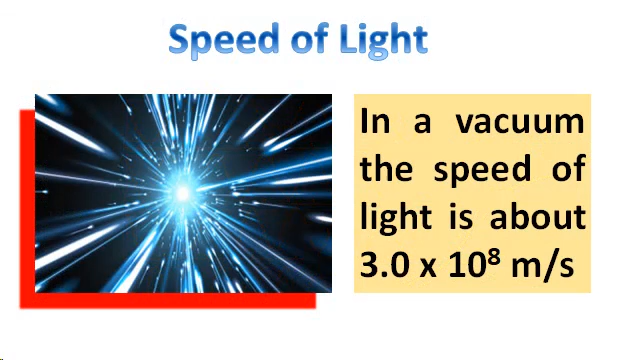 Speed of Light
In a vacuum
the speed of
light is about
3.0 x 10⁸ m/s